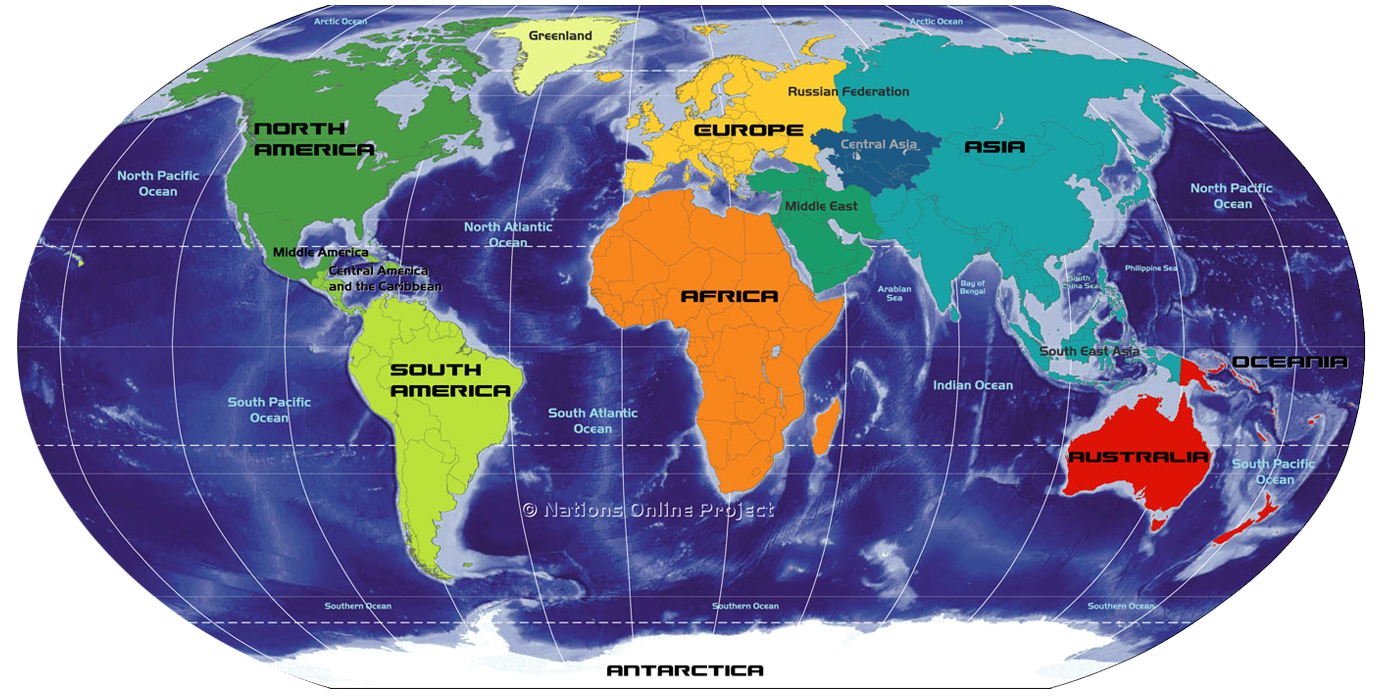 Arctic Ocean
Arctic Ocean
Greenland
Russian Federation
NORTH
AMERICA
EUROPE
Central Asia
ASIA
North Pacific
Ocean
North Pacific
Ocean
Middle East
North Atlantic
Ocean
Middle America
Central America
and the Caribbean
Philippine Sea
South
China Sea
Bay of
Bengal
Arabian
Sea
AFRICA
South East Asia
OCEANIA
SOUTH
AMERICA
Indian Ocean
South Pacific
Ocean
South Atlantic
Ocean
AUSTRALIA
South Pacific
Ocean
© Nations Online Project
Southern Ocean
Southern Ocean
Southern Ocean
ANTARCTICA